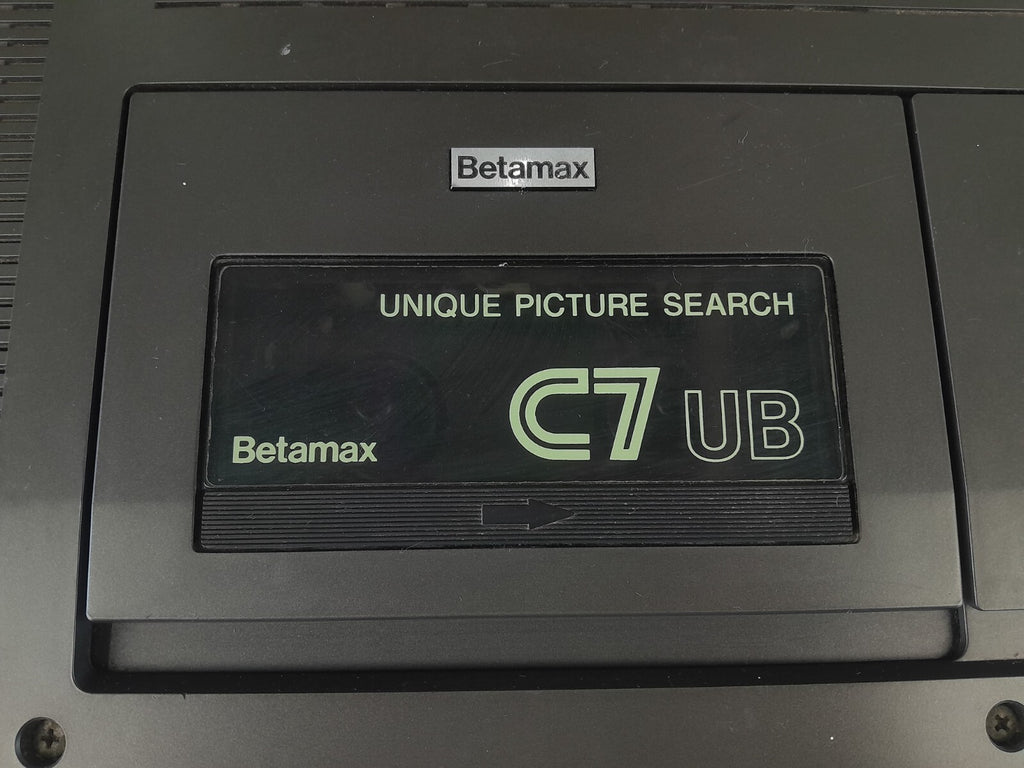 Betamax
UNIQUE PICTURE SEARCH
C7 UB
Betamax